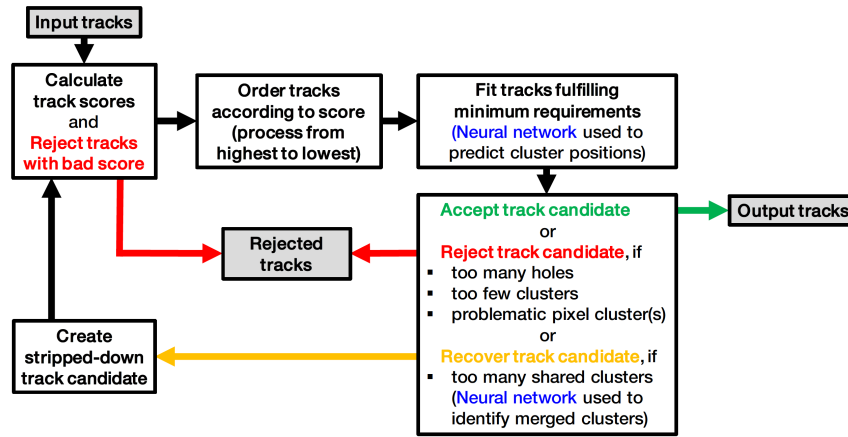 Input tracks
Calculate
track scores
and
Reject tracks
with bad score
Order tracks
according to score
(process from
highest to lowest)
Fit tracks fulfilling
minimum requirements
(Neural network used to
predict cluster positions)
Accept track candidate
or
Reject track candidate, if
▪ too many holes
▪ too few clusters
▪ problematic pixel cluster(s)
or
Recover track candidate, if
▪ too many shared clusters
(Neural network used to
identify merged clusters)
Output tracks
Rejected
tracks
Create
stripped-down
track candidate